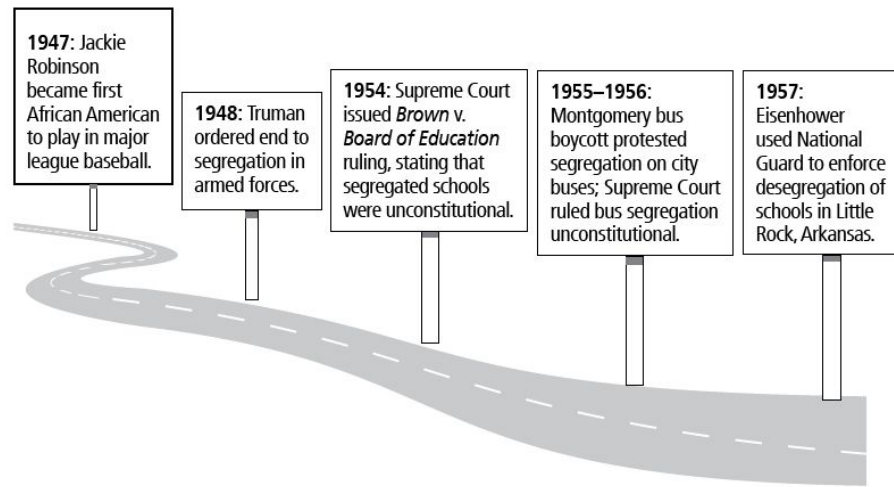 1947: Jackie
Robinson
became first
African American
to play in major
league baseball.
1948: Truman
ordered end to
segregation in
armed forces.
1954: Supreme Court
issued Brown v.
Board of Education
ruling, stating that
segregated schools
were unconstitutional.
1955–1956:
Montgomery bus
boycott protested
segregation on city
buses; Supreme Court
ruled bus segregation
unconstitutional.
1957:
Eisenhower
used National
Guard to enforce
desegregation of
schools in Little
Rock, Arkansas.